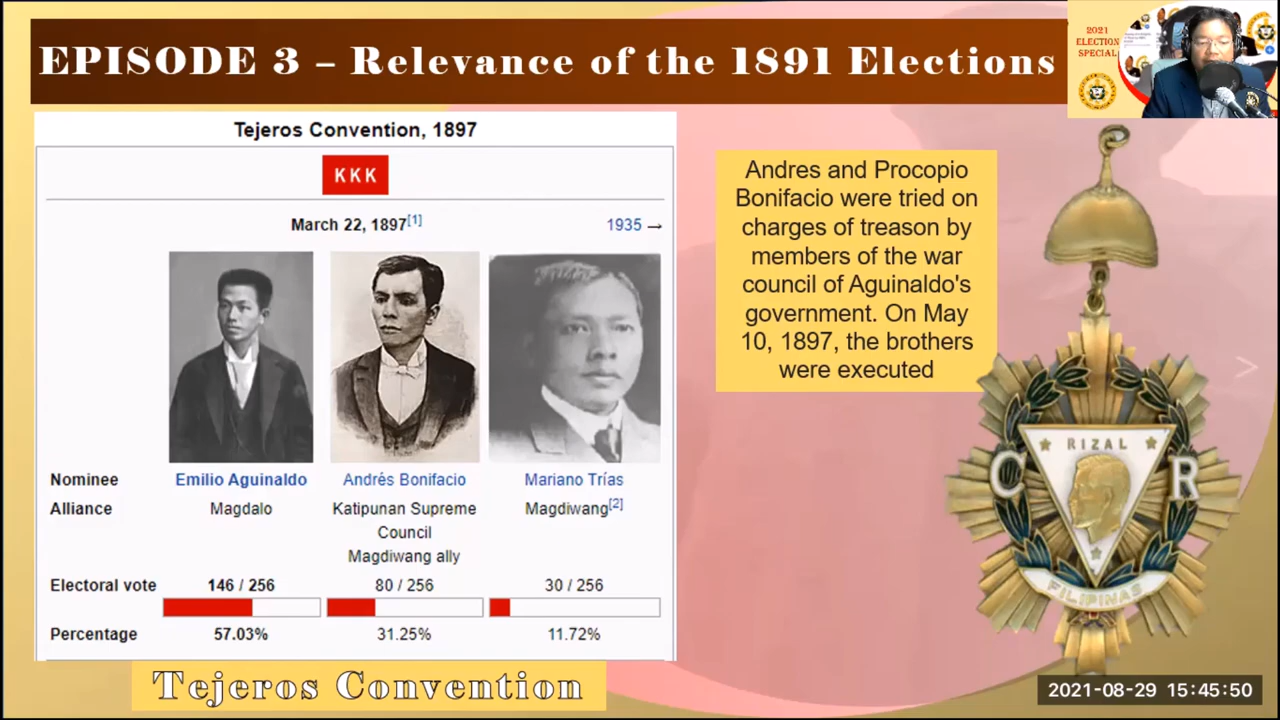 EPISODE 3 – Relevance of the 1891 Elections
2021
ELECTION
SPECIAL
Tejeros Convention, 1897
KKK
March 22, 1897[1]
1935 →
Nominee Emilio Aguinaldo Andrés Bonifacio Mariano Trías
Alliance Magdalo Katipunan Supreme Magdiwang[2]
Council
Magdiwang ally
Electoral vote 146 / 256 80 / 256 30 / 256
Percentage 57.03% 31.25% 11.72%
Tejeros Convention
Andres and Procopio
Bonifacio were tried on
charges of treason by
members of the war
council of Aguinaldo's
government. On May
10, 1897, the brothers
were executed
RIZAL
C R
FILIPINAS
2021-08-29 15:45:50